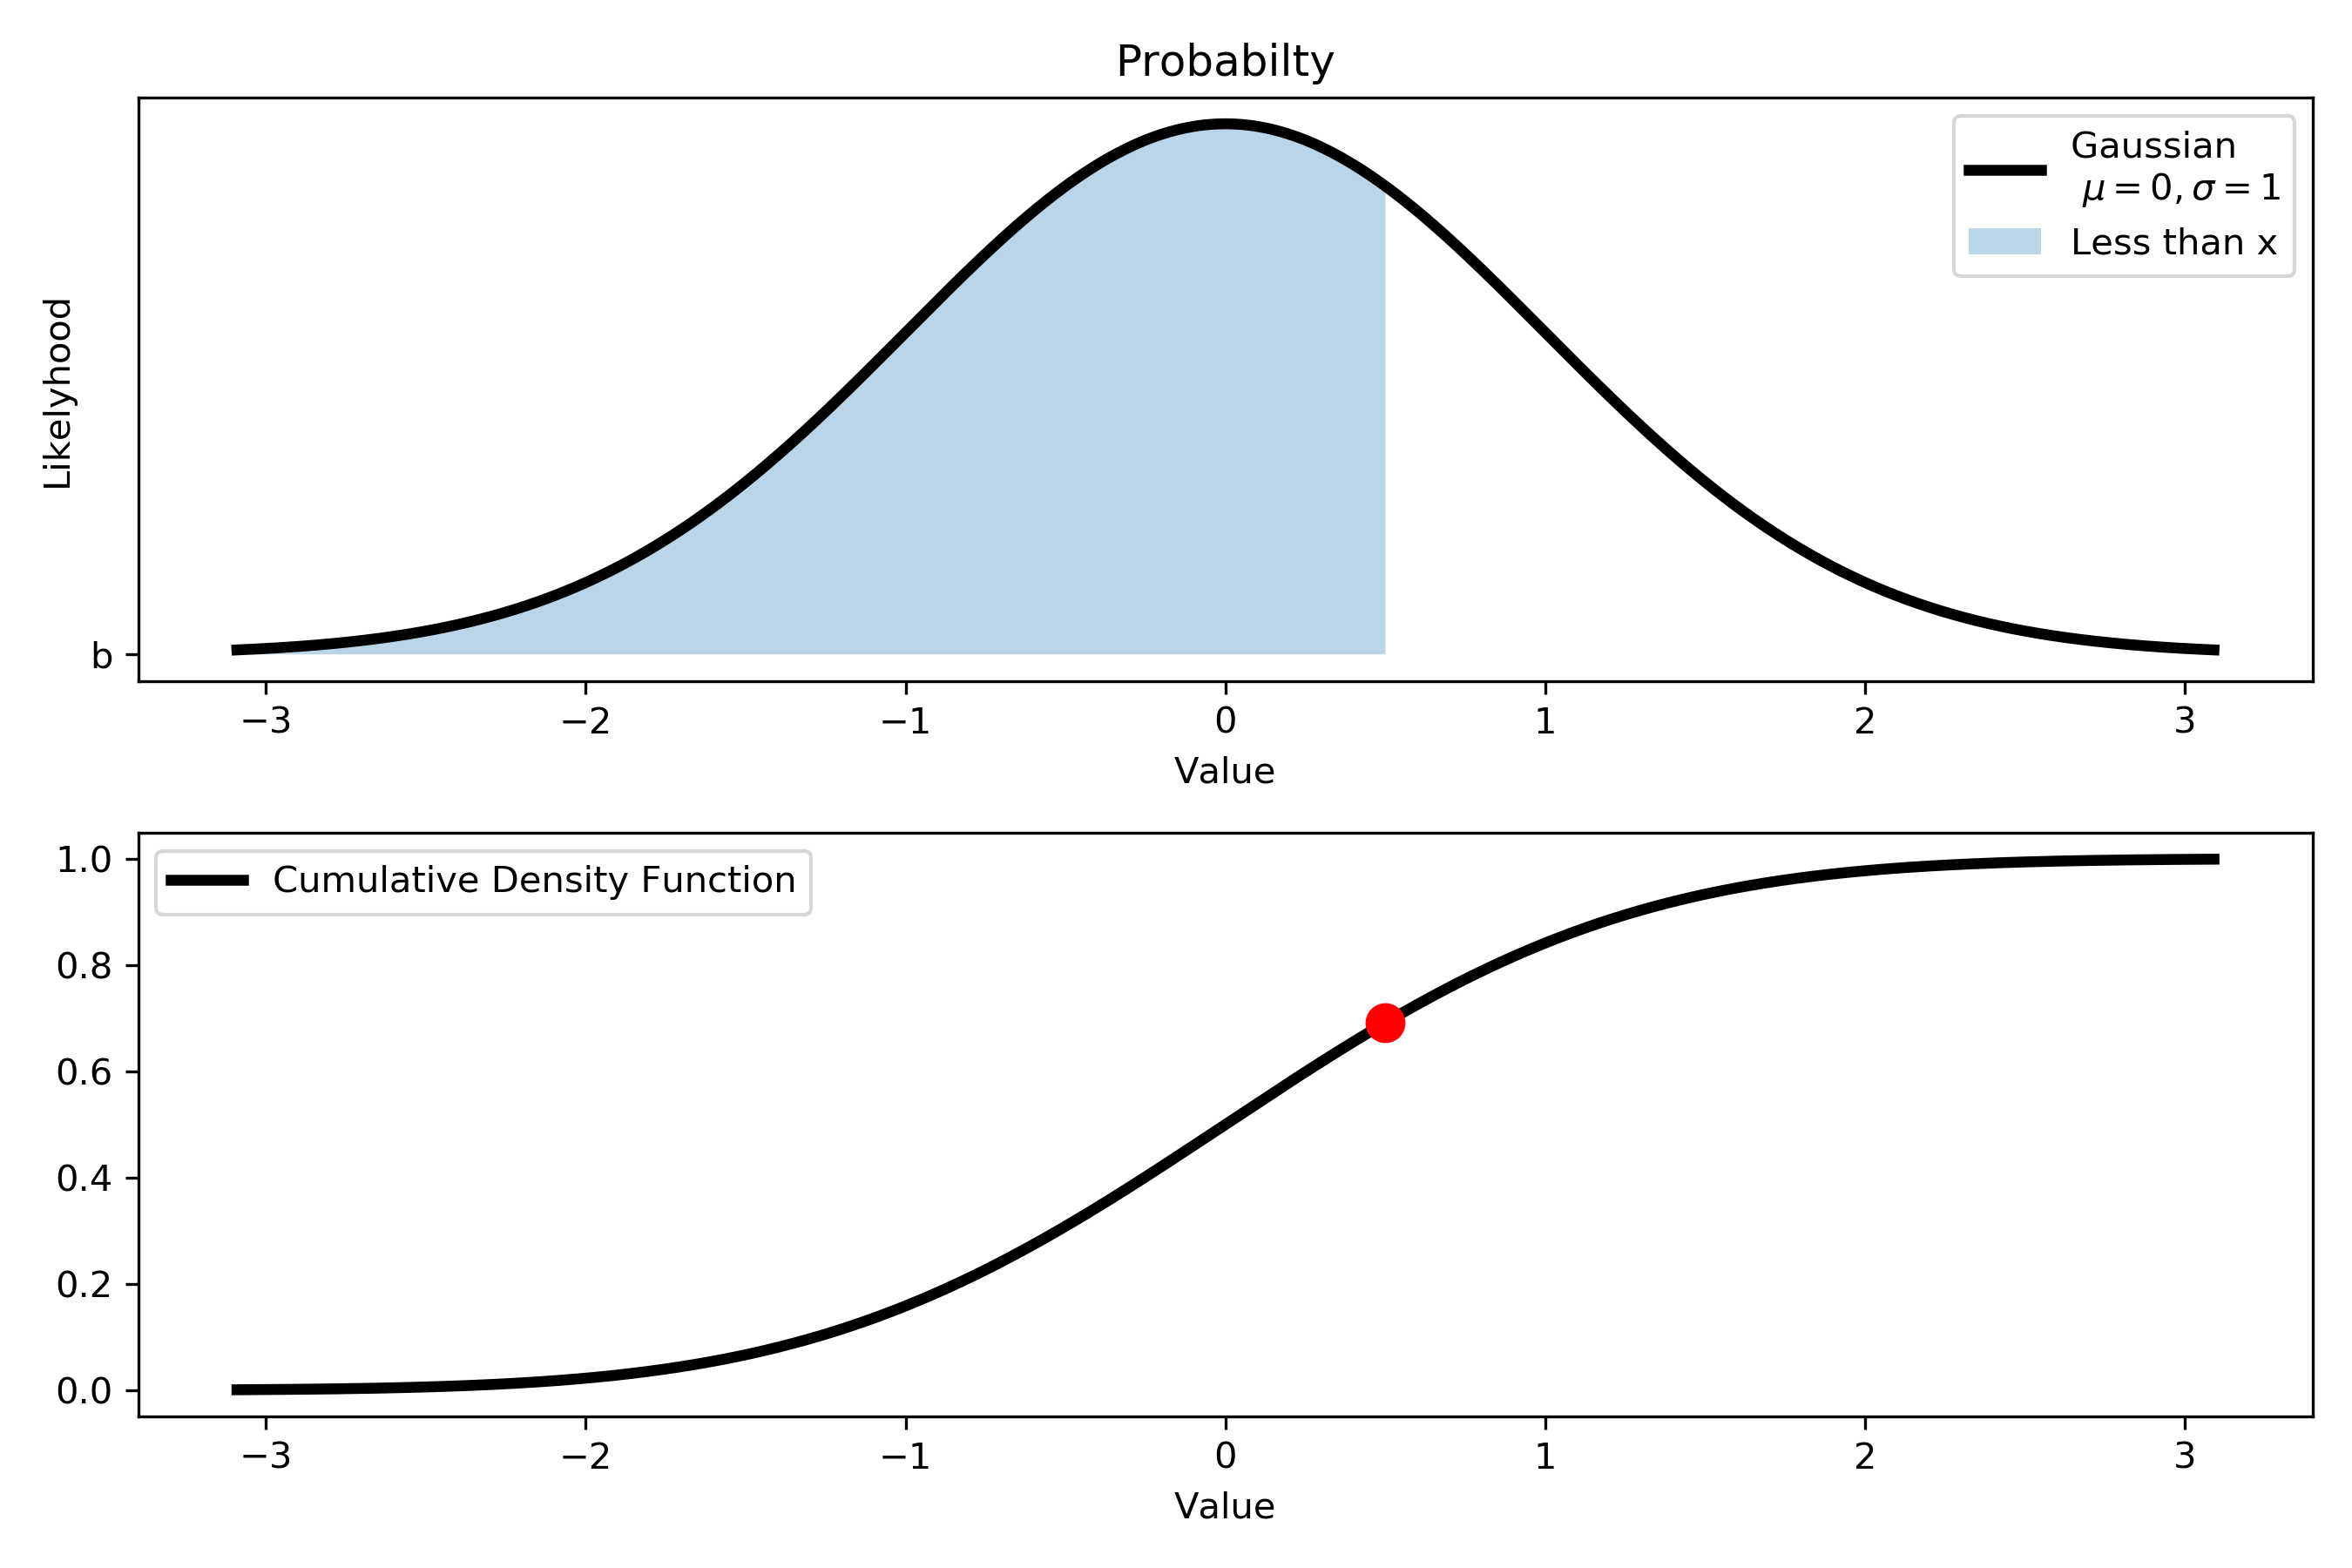 Probabilty
Likelyhood
Gaussian
μ = 0, σ = 1
Less than x
b
−3 −2 −1 0 1 2 3
Value
Cumulative Density Function
1.0
0.8
0.6
0.4
0.2
0.0
−3 −2 −1 0 1 2 3
Value